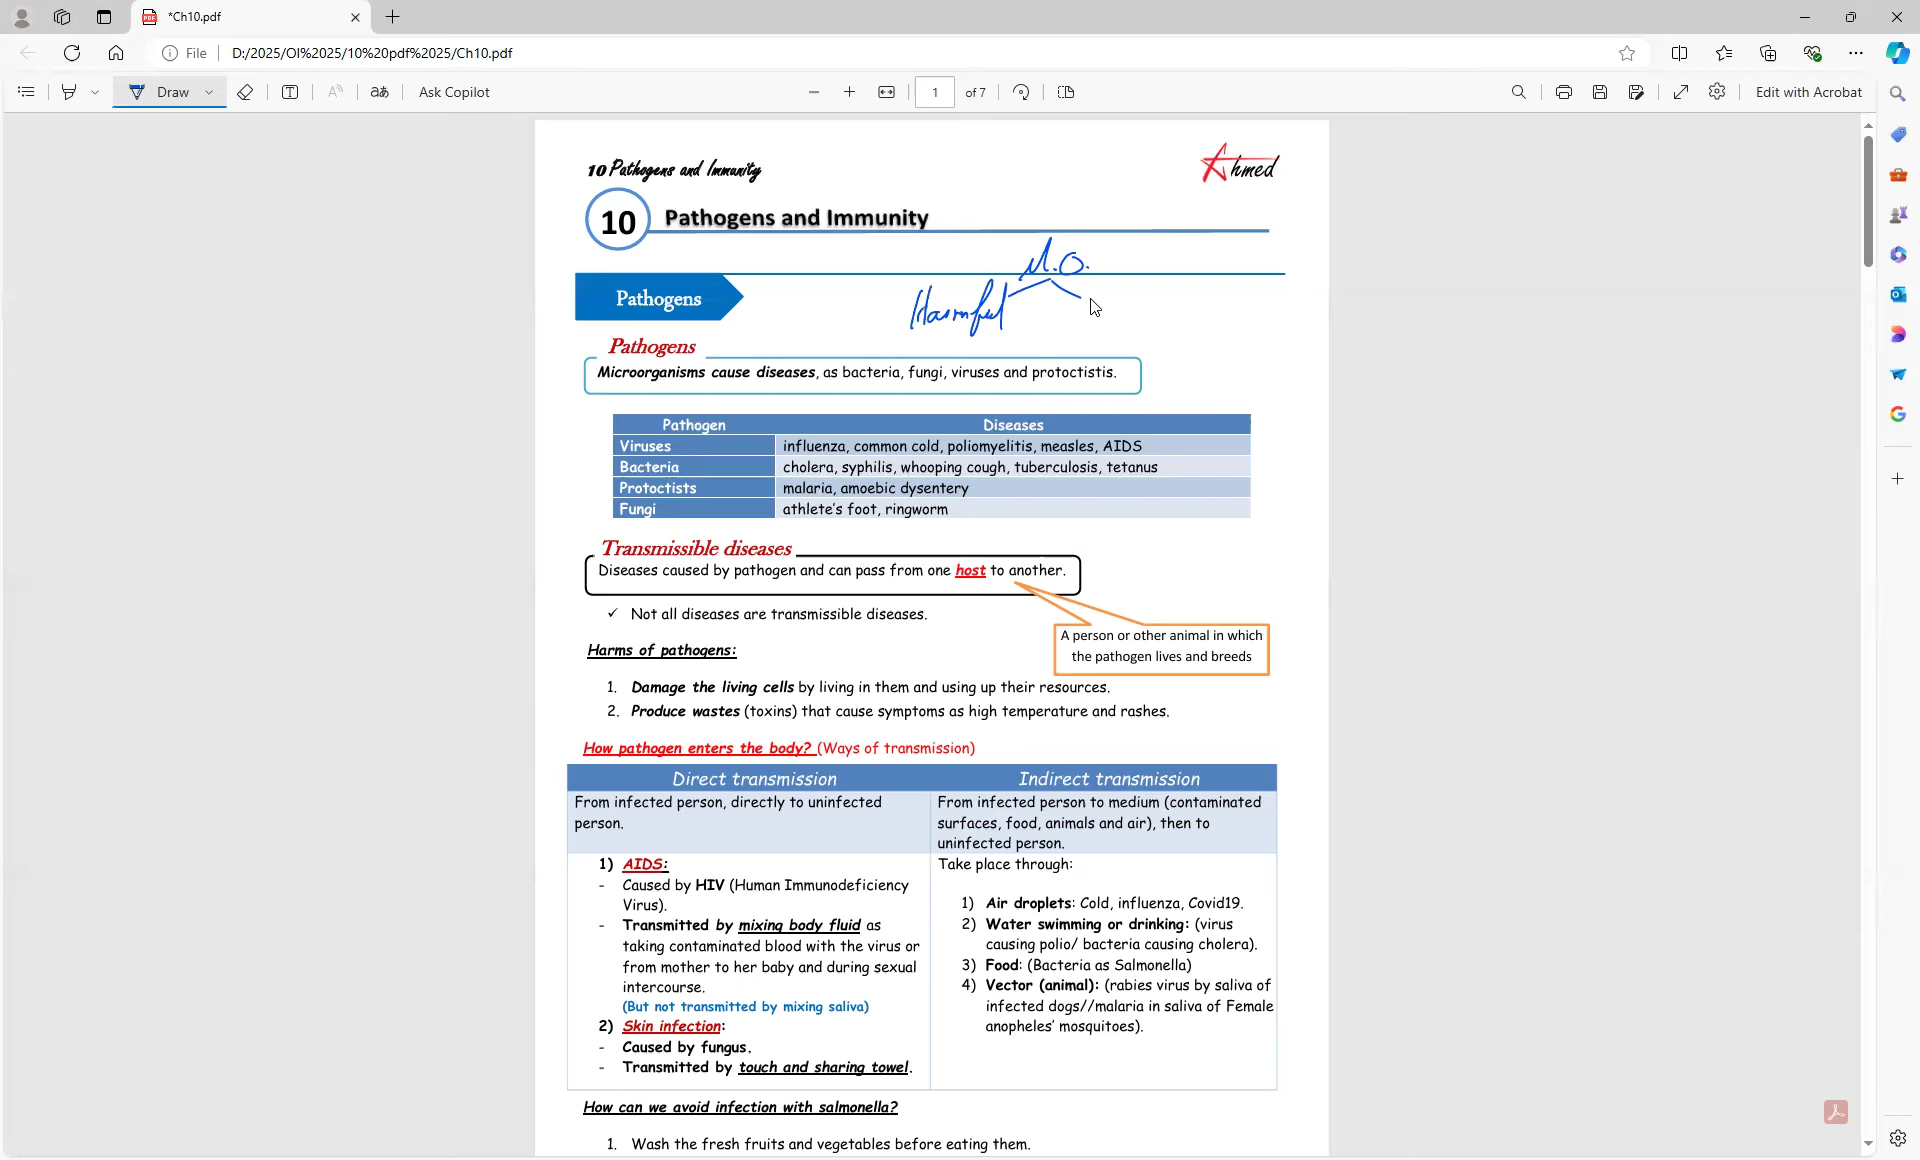 *Ch10.pdf
File
D:/2025/Ol%2025/10%20pdf%2025/Ch10.pdf
Draw
Ask Copilot
1
of 7
Edit with Acrobat
10 Pathogens and Immunity
Ahmed
10
Pathogens and Immunity
M.O.
Harmful
Pathogens
Pathogens
Microorganisms cause diseases, as bacteria, fungi, viruses and protoctistis.
Pathogen Diseases
Viruses influenza, common cold, poliomyelitis, measles, AIDS
Bacteria cholera, syphilis, whooping cough, tuberculosis, tetanus
Protoctists malaria, amoebic dysentery
Fungi athlete's foot, ringworm
Transmissible diseases
Diseases caused by pathogen and can pass from one host to another.
✓ Not all diseases are transmissible diseases.
A person or other animal in which
the pathogen lives and breeds
Harms of pathogens:
1. Damage the living cells by living in them and using up their resources.
2. Produce wastes (toxins) that cause symptoms as high temperature and rashes.
How pathogen enters the body? (Ways of transmission)
Direct transmission
From infected person, directly to uninfected
person.
1) AIDS:
- Caused by HIV (Human Immunodeficiency
Virus).
- Transmitted by mixing body fluid as
taking contaminated blood with the virus or
from mother to her baby and during sexual
intercourse.
(But not transmitted by mixing saliva)
2) Skin infection:
- Caused by fungus.
- Transmitted by touch and sharing towel.
Indirect transmission
From infected person to medium (contaminated
surfaces, food, animals and air), then to
uninfected person.
Take place through:
1) Air droplets: Cold, influenza, Covid19.
2) Water swimming or drinking: (virus
causing polio/ bacteria causing cholera).
3) Food: (Bacteria as Salmonella)
4) Vector (animal): (rabies virus by saliva of
infected dogs//malaria in saliva of Female
anopheles' mosquitoes).
How can we avoid infection with salmonella?
1. Wash the fresh fruits and vegetables before eating them.